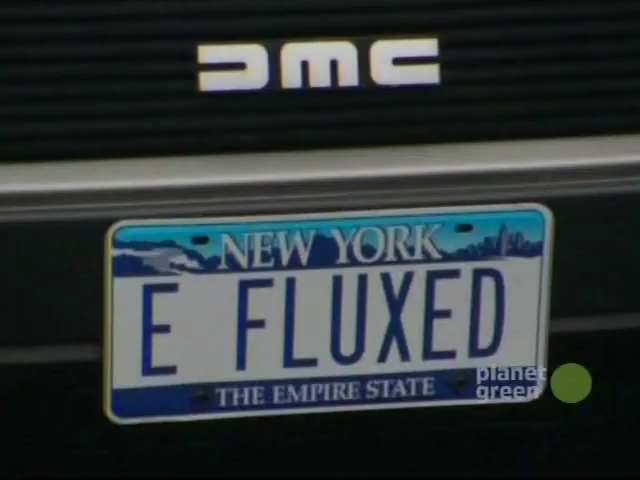 DMC
NEW YORK
E FLUXED
THE EMPIRE STATE
planet
green